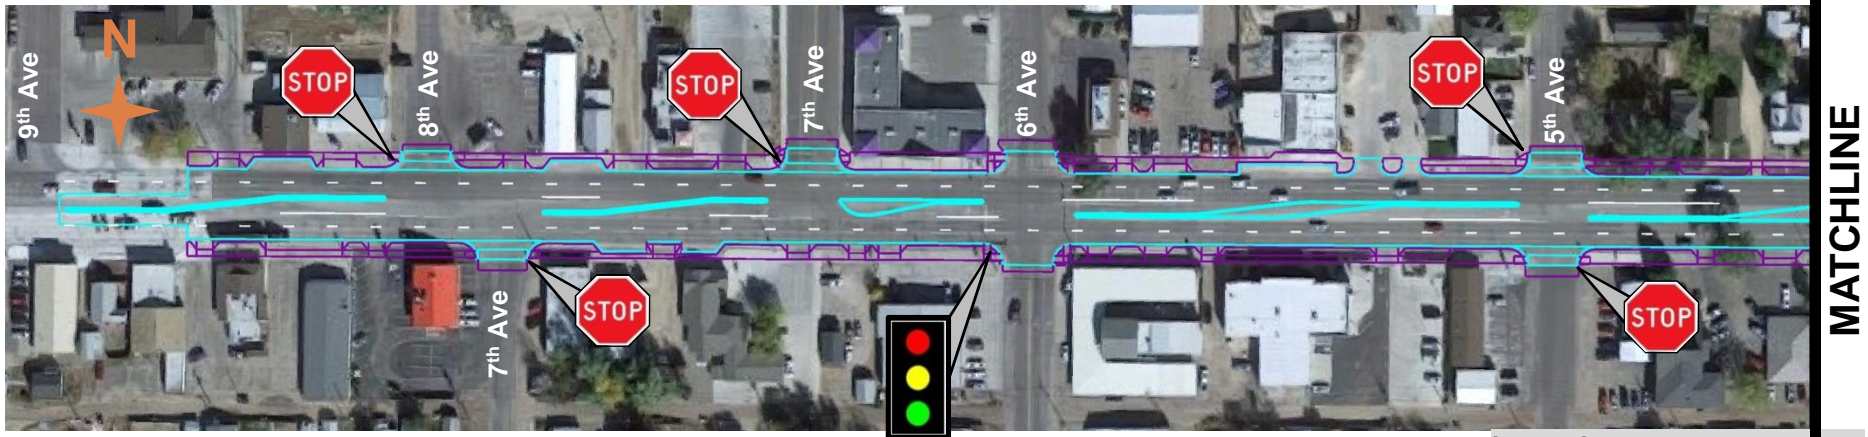 N
9th Ave
STOP
8th Ave
STOP
7th Ave
6th Ave
STOP
5th Ave
7th Ave
STOP
STOP
MATCHLINE